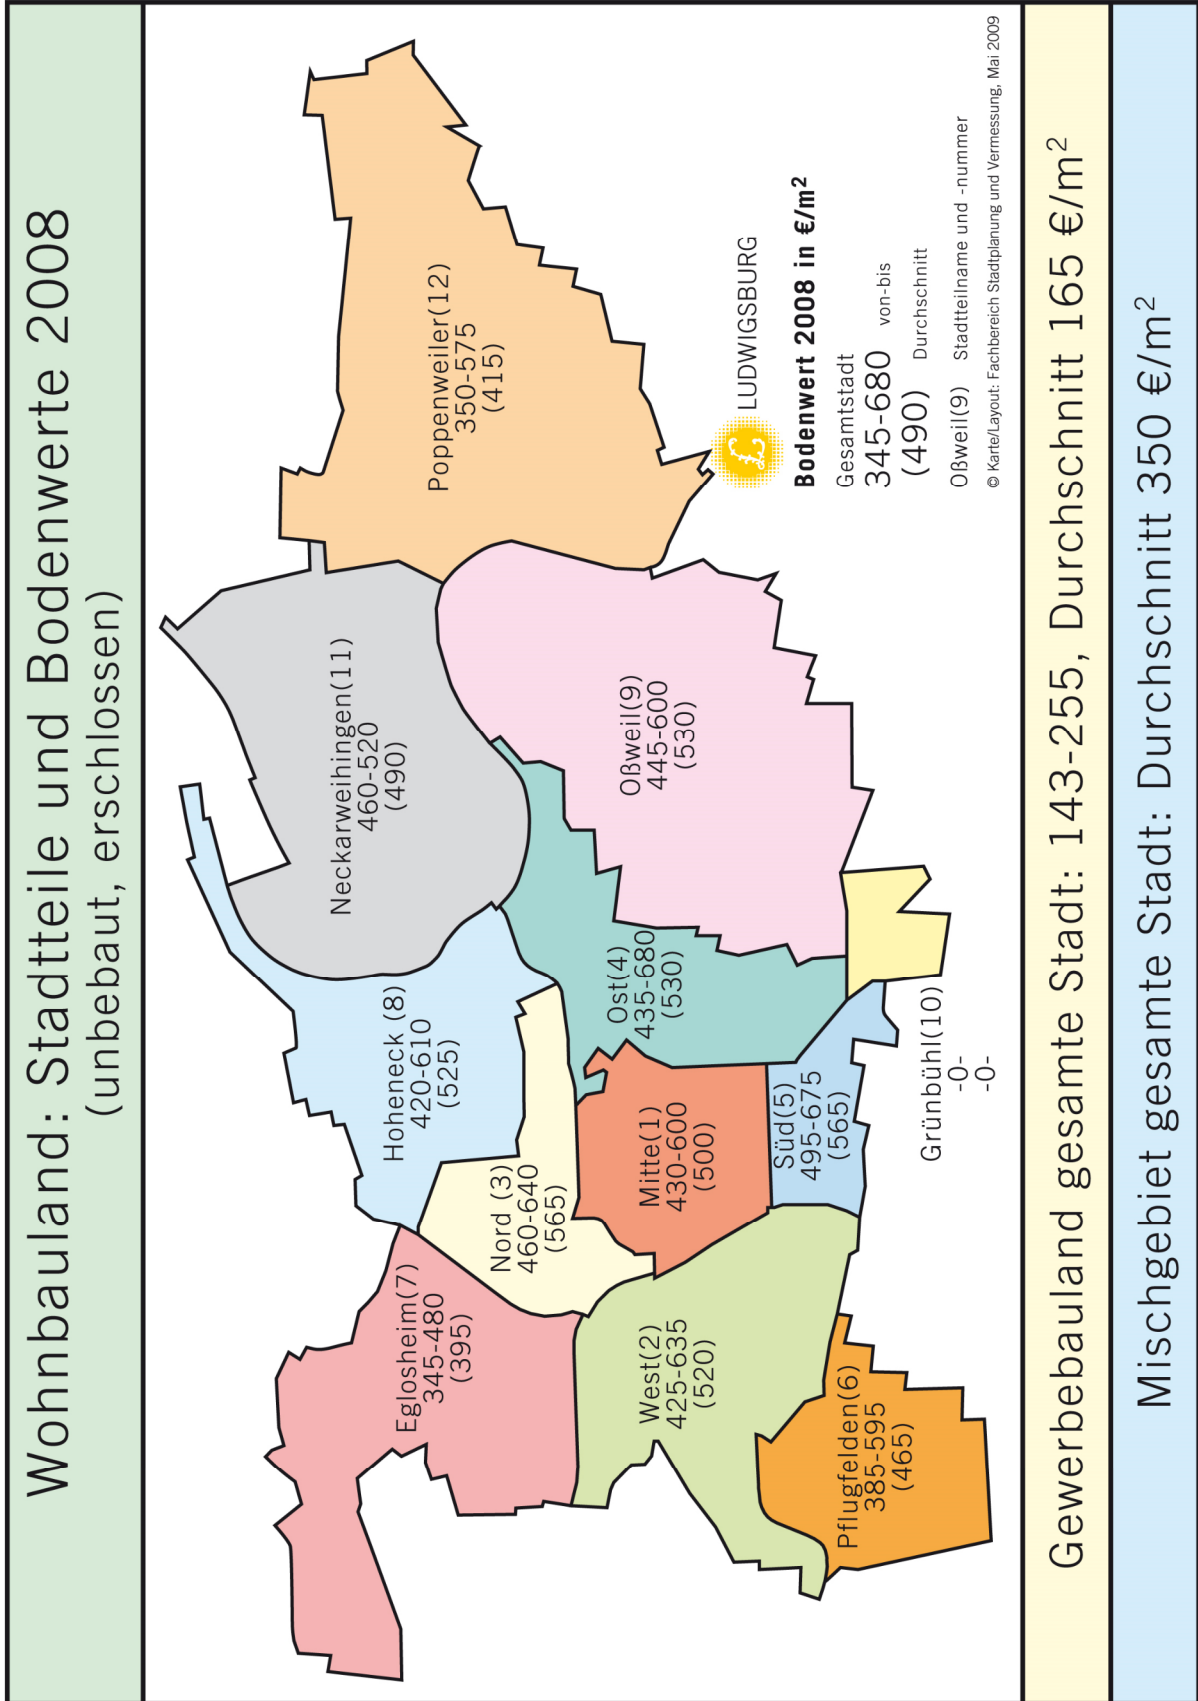 Wohnbauland: Stadtteile und Bodenwerte 2008
(unbebaut, erschlossen)
Neckarweihingen(11)
460-520
(490)
Poppenweiler(12)
350-575
(415)
Hoheneck (8)
420-610
(525)
Eglosheim(7)
345-480
(395)
Nord (3)
460-640
(565)
Ost(4)
435-680
(530)
Oßweil(9)
445-600
(530)
Mitte(1)
430-600
(500)
West(2)
425-635
(520)
Süd(5)
495-675
(565)
Pflugfelden(6)
385-595
(465)
Grünbühl(10)
-0-
-0-
LUDWIGSBURG
Bodenwert 2008 in €/m²
Gesamtstadt
345-680 von-bis
(490) Durchschnitt
Oßweil(9) Stadtteilname und -nummer
© Karte/Layout: Fachbereich Stadtplanung und Vermessung, Mai 2009
Gewerbebauland gesamte Stadt: 143-255, Durchschnitt 165 €/m²
Mischgebiet gesamte Stadt: Durchschnitt 350 €/m²